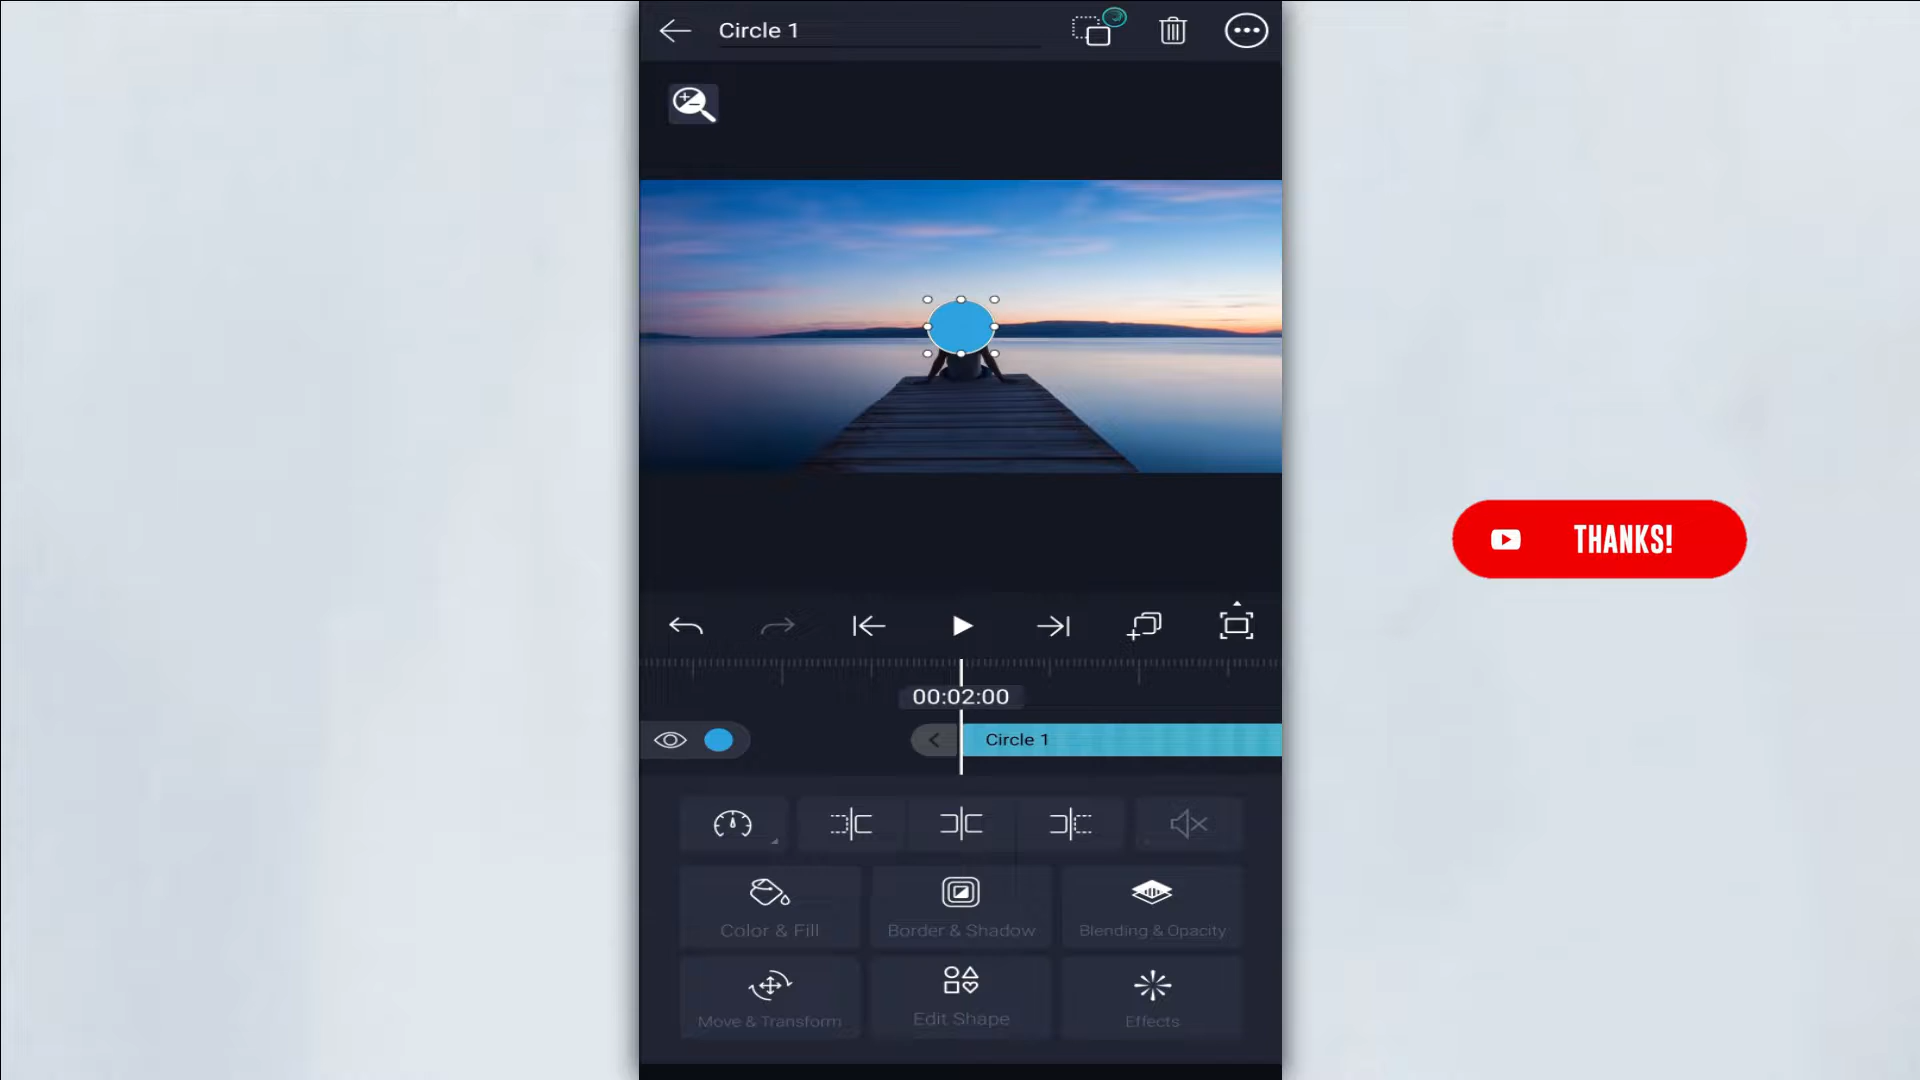 Circle 1
THANKS!
00:02:00
Circle 1
Color & Fill
Border & Shadow
Blending & Opacity
Move & Transform
Edit Shape
Effects